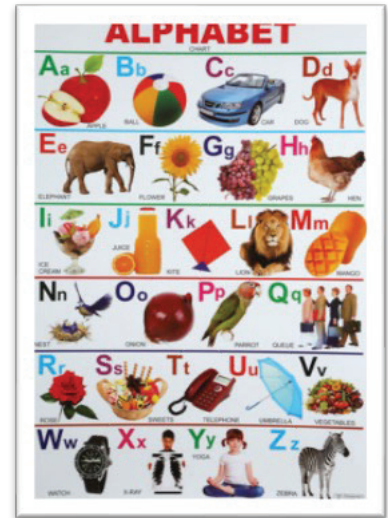 ALPHABET
CHART
Aa Bb Cc Dd
APPLE BALL CAR DOG
Ee Ff Gg Hh
ELEPHANT FLOWER GRAPES HEN
Ii Jj Kk Ll Mm
JUICE
ICE
CREAM KITE LION MANGO
Nn Oo Pp Qq
NEST ONION PARROT QUEUE
Rr Ss Tt Uu Vv
ROSE SWEETS TELEPHONE UMBRELLA VEGETABLES
Ww Xx Yy Zz
YOGA
WATCH X-RAY ZEBRA